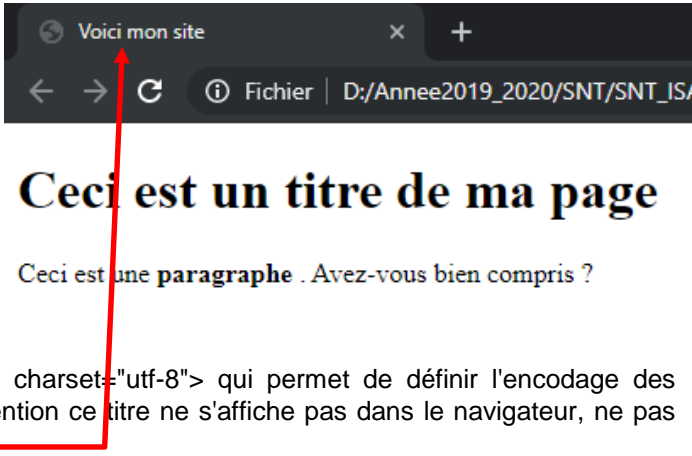 Voici mon site
Fichier D:/Annee2019_2020/SNT/SNT_ISA
Ceci est un titre de ma page
Ceci est une paragraphe . Avez-vous bien compris ?
charset="utf-8"> qui permet de définir l'encodage des
ention ce titre ne s'affiche pas dans le navigateur, ne pas